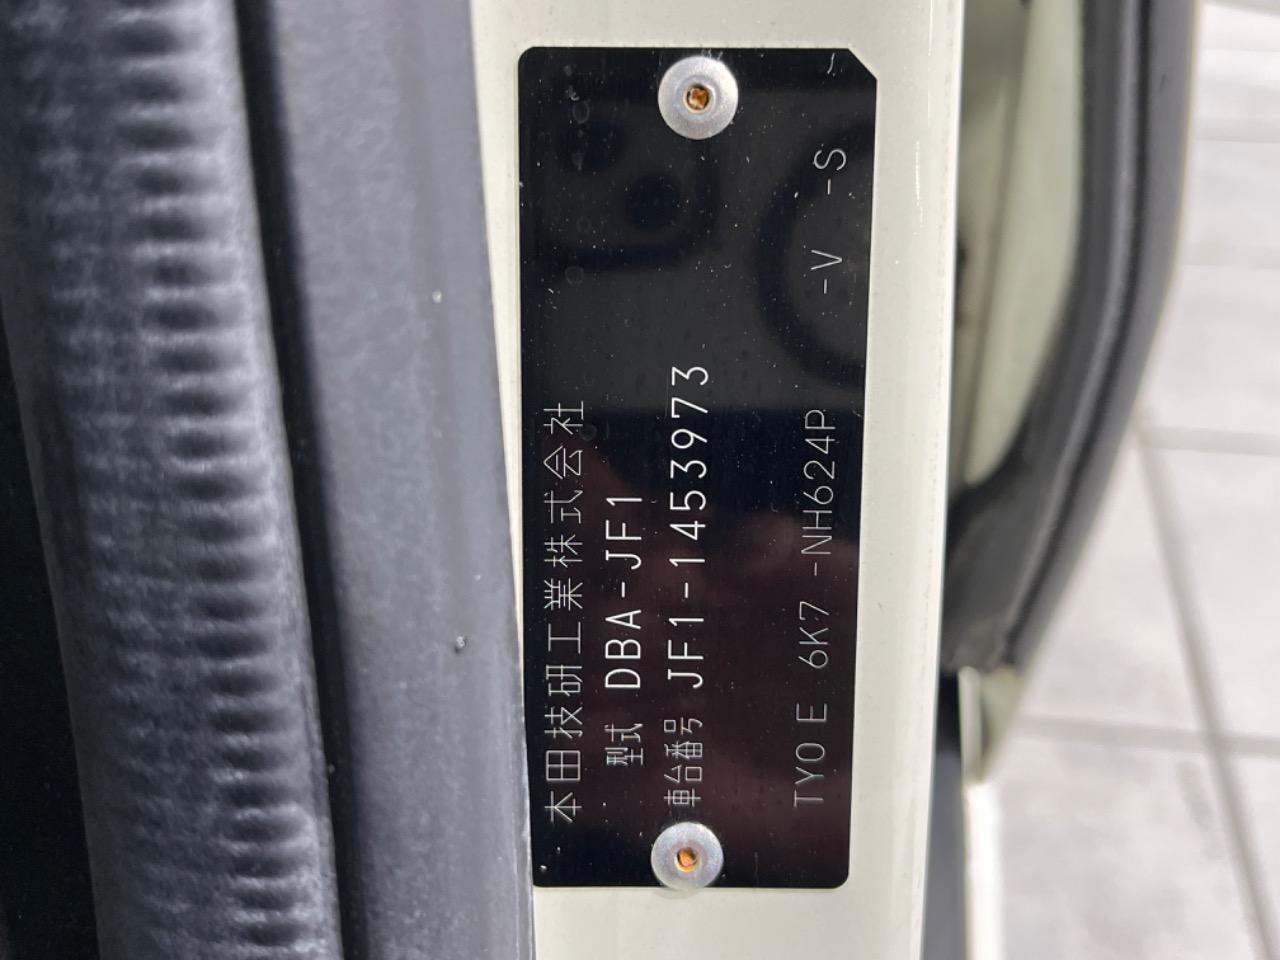 本田技研工業株式会社
型式 DBA-JF1
車台番号 JF1-1453973
TYO E 6K7 -NH624P -V -S